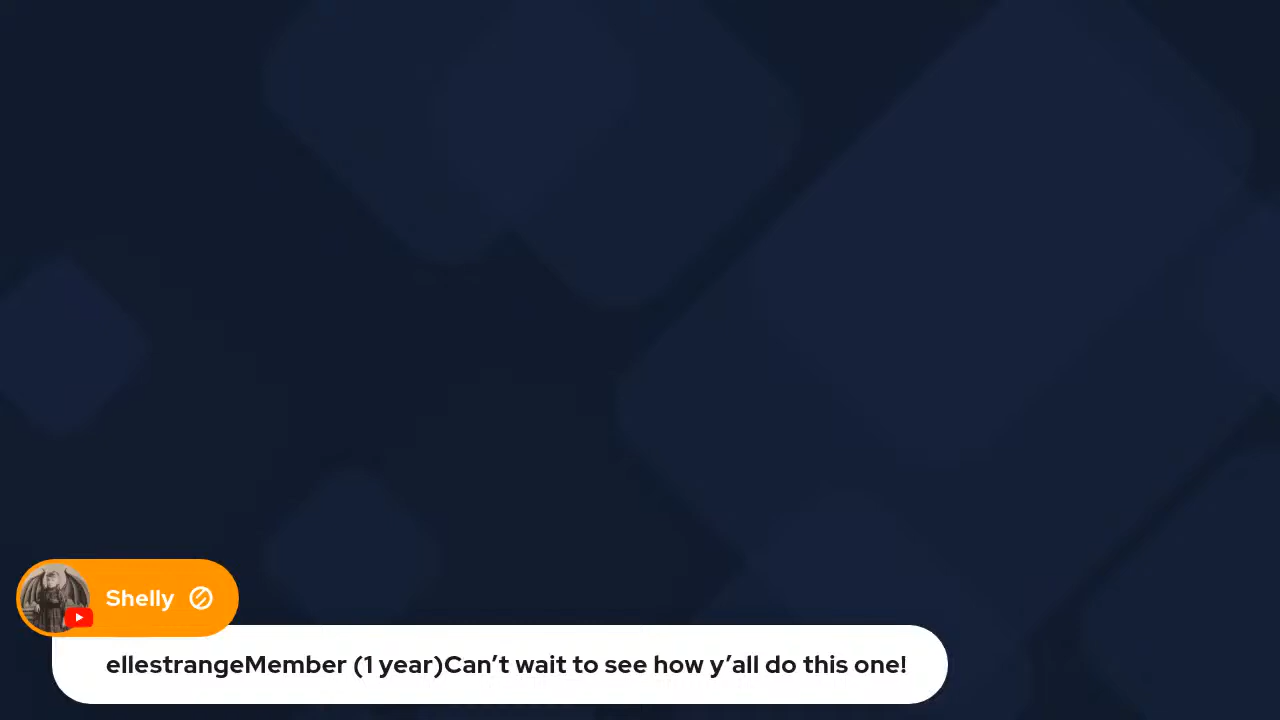 Shelly
ellestrangeMember (1 year)Can’t wait to see how y’all do this one!